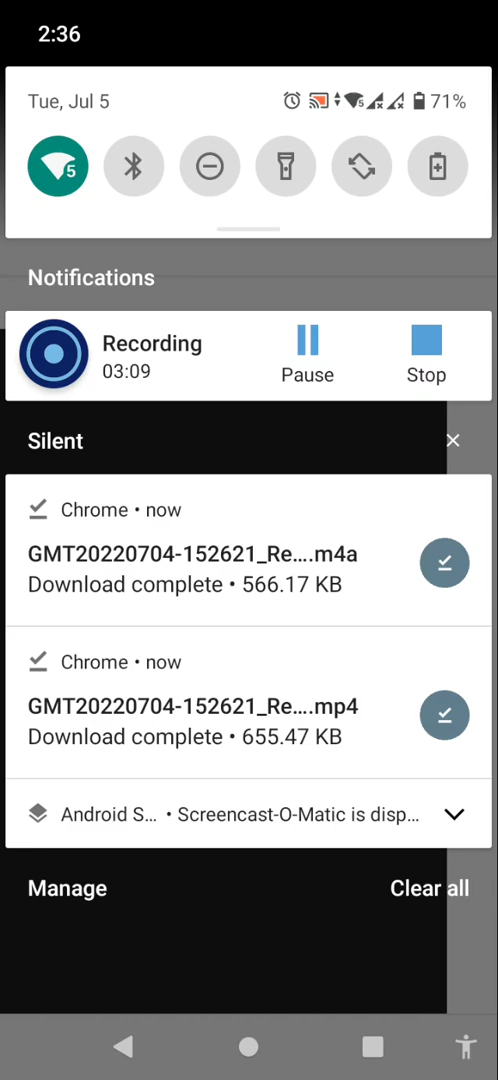 2:36
Tue, Jul 5
5
71%
5
Notifications
Recording
03:09
Pause
Stop
Silent
Chrome • now
GMT20220704-152621_Re....m4a
Download complete • 566.17 KB
Chrome • now
GMT20220704-152621_Re....mp4
Download complete • 655.47 KB
Android S... • Screencast-O-Matic is disp...
Manage
Clear all